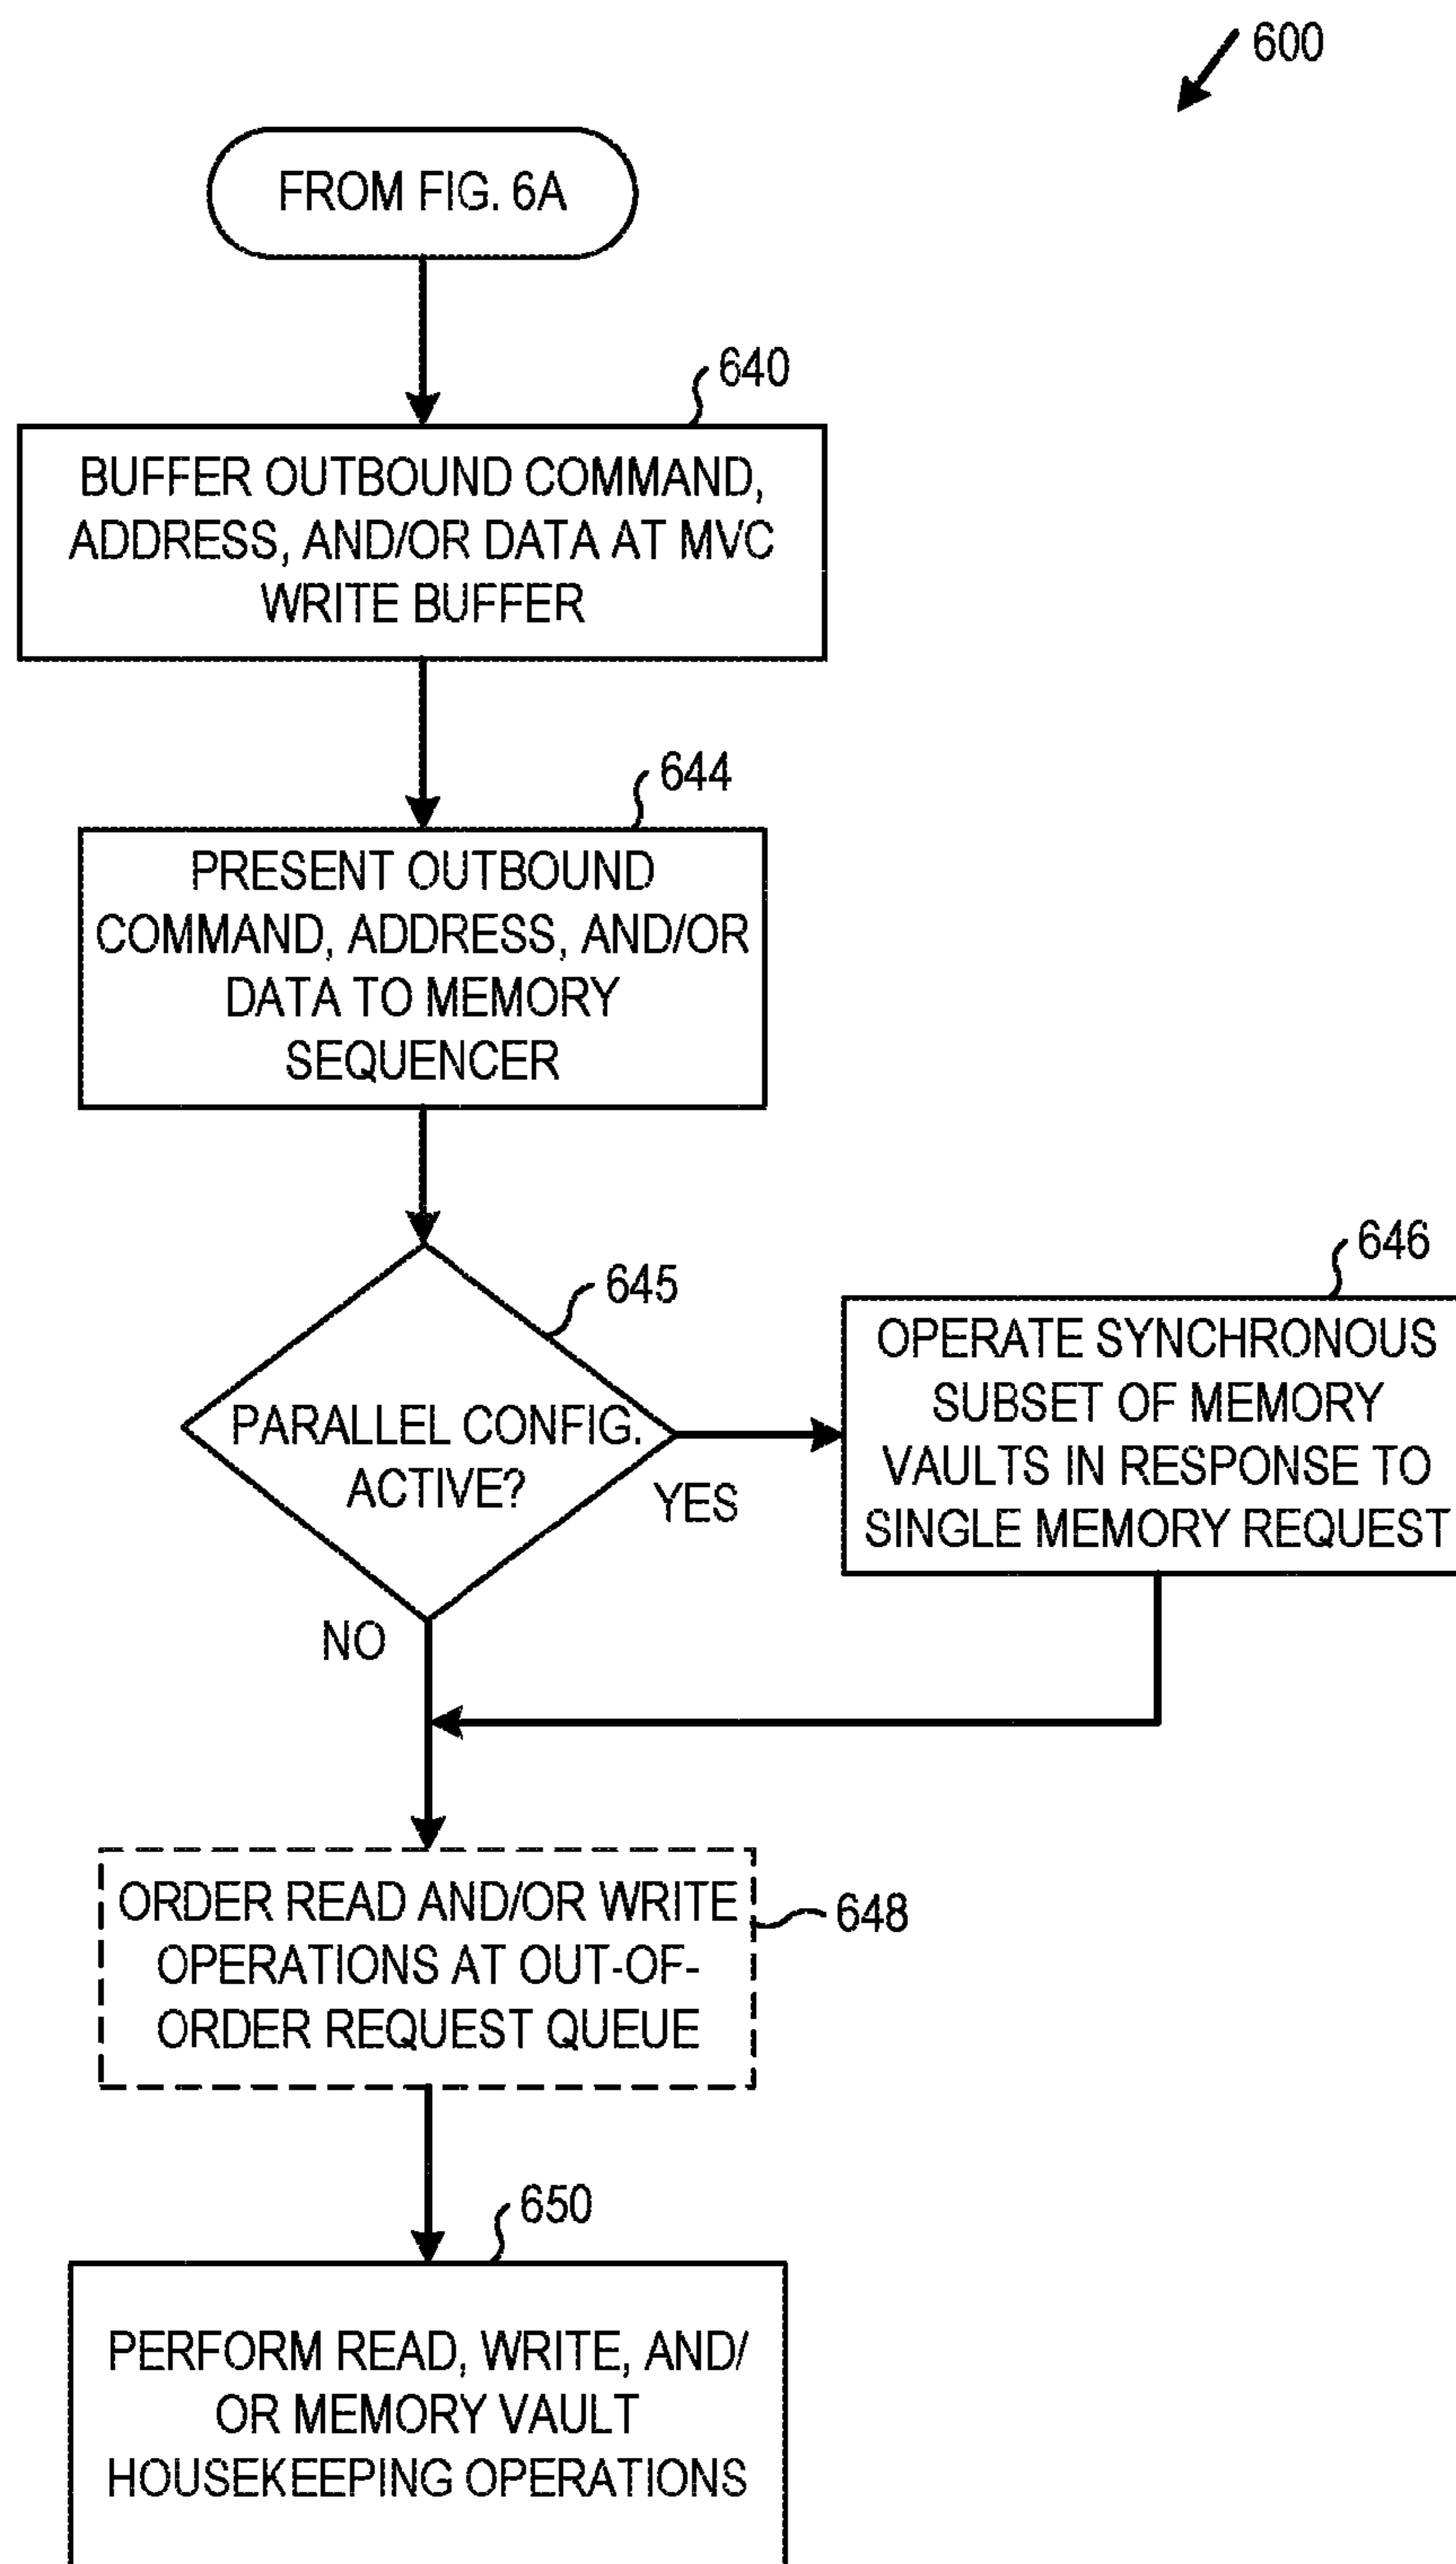 600
FROM FIG. 6A
640
BUFFER OUTBOUND COMMAND,
ADDRESS, AND/OR DATA AT MVC
WRITE BUFFER
644
PRESENT OUTBOUND
COMMAND, ADDRESS, AND/OR
DATA TO MEMORY
SEQUENCER
645
PARALLEL CONFIG.
ACTIVE?
YES
NO
646
OPERATE SYNCHRONOUS
SUBSET OF MEMORY
VAULTS IN RESPONSE TO
SINGLE MEMORY REQUEST
ORDER READ AND/OR WRITE
OPERATIONS AT OUT-OF-
ORDER REQUEST QUEUE
648
650
PERFORM READ, WRITE, AND/
OR MEMORY VAULT
HOUSEKEEPING OPERATIONS